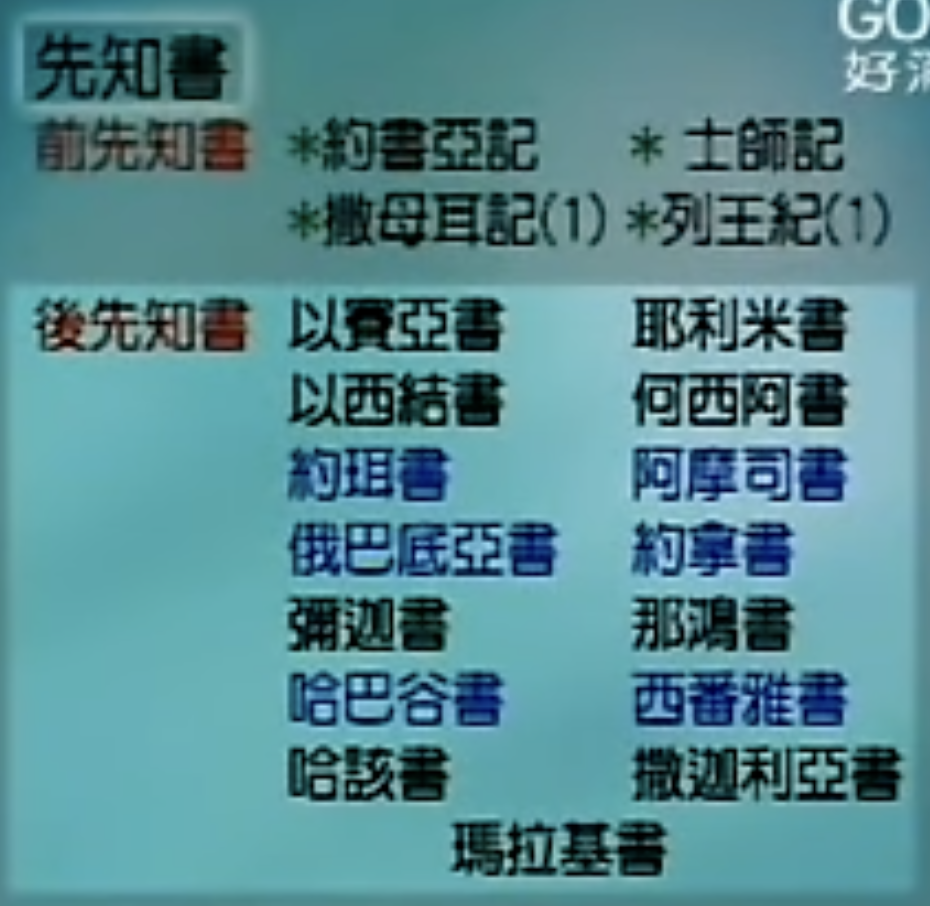 GO
好
先知書
前先知書 *約書亞記 * 士師記
*撒母耳記(1) *列王紀(1)
後先知書 以賽亞書 耶利米書
以西結書 何西阿書
約珥書 阿摩司書
俄巴底亞書 約拿書
彌迦書 那鴻書
哈巴谷書 西番雅書
哈該書 撒迦利亞書
瑪拉基書